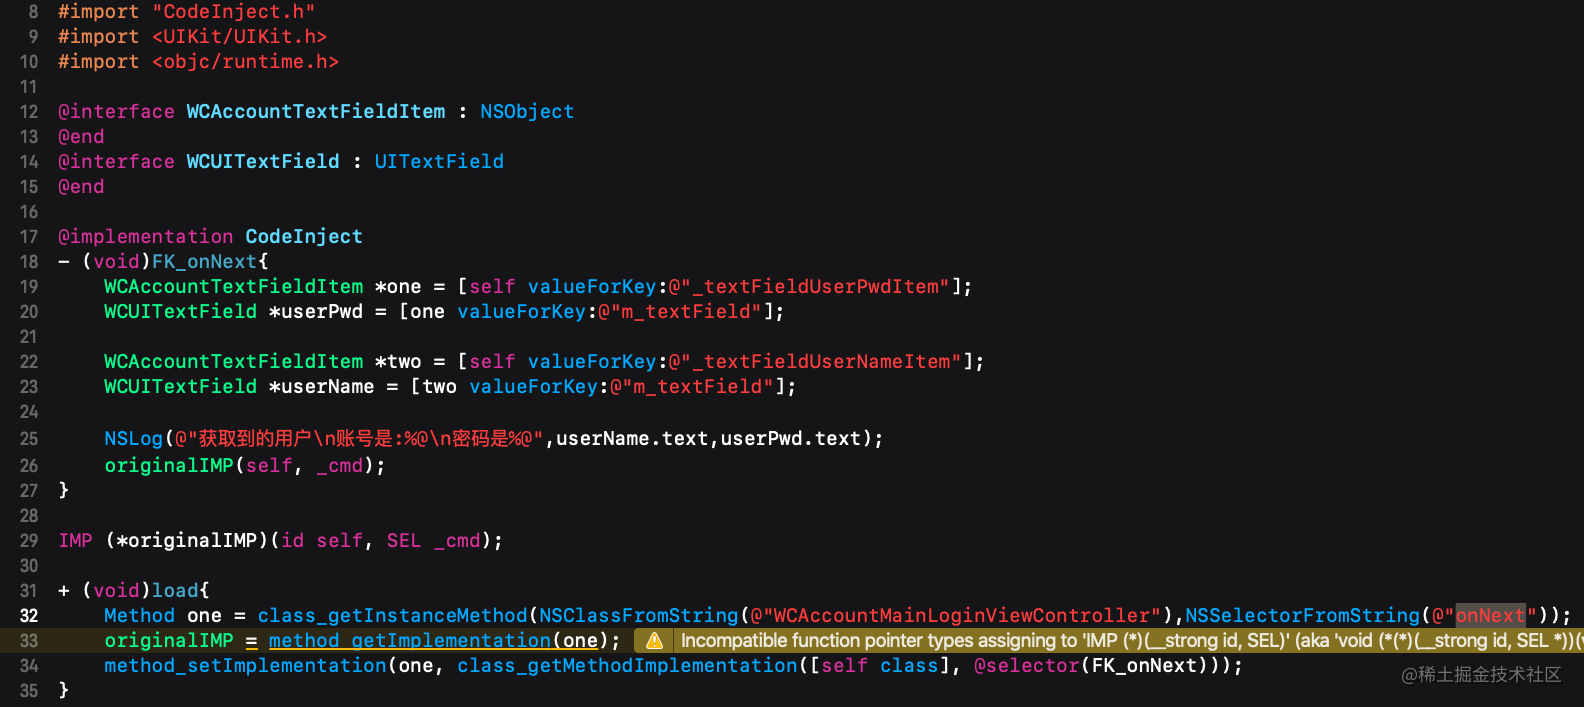 8 #import "CodeInject.h"
9 #import <UIKit/UIKit.h>
10 #import <objc/runtime.h>
11
12 @interface WCAccountTextFieldItem : NSObject
13 @end
14 @interface WCUITextField : UITextField
15 @end
16
17 @implementation CodeInject
18 - (void)FK_onNext{
19     WCAccountTextFieldItem *one = [self valueForKey:@"_textFieldUserPwdItem"];
20     WCUITextField *userPwd = [one valueForKey:@"m_textField"];
21
22     WCAccountTextFieldItem *two = [self valueForKey:@"_textFieldUserNameItem"];
23     WCUITextField *userName = [two valueForKey:@"m_textField"];
24
25     NSLog(@"获取到的用户\n账号是:%@\n密码是%@",userName.text,userPwd.text);
26     originalIMP(self, _cmd);
27 }
28
29 IMP (*originalIMP)(id self, SEL _cmd);
30
31 + (void)load{
32     Method one = class_getInstanceMethod(NSClassFromString(@"WCAccountMainLoginViewController"),NSSelectorFromString(@"onNext"));
33     originalIMP = method_getImplementation(one); Incompatible function pointer types assigning to 'IMP (*)(__strong id, SEL)' (aka 'void (*(*)(__strong id, SEL *))(
34     method_setImplementation(one, class_getMethodImplementation([self class], @selector(FK_onNext)));
35 }
@稀土掘金技术社区